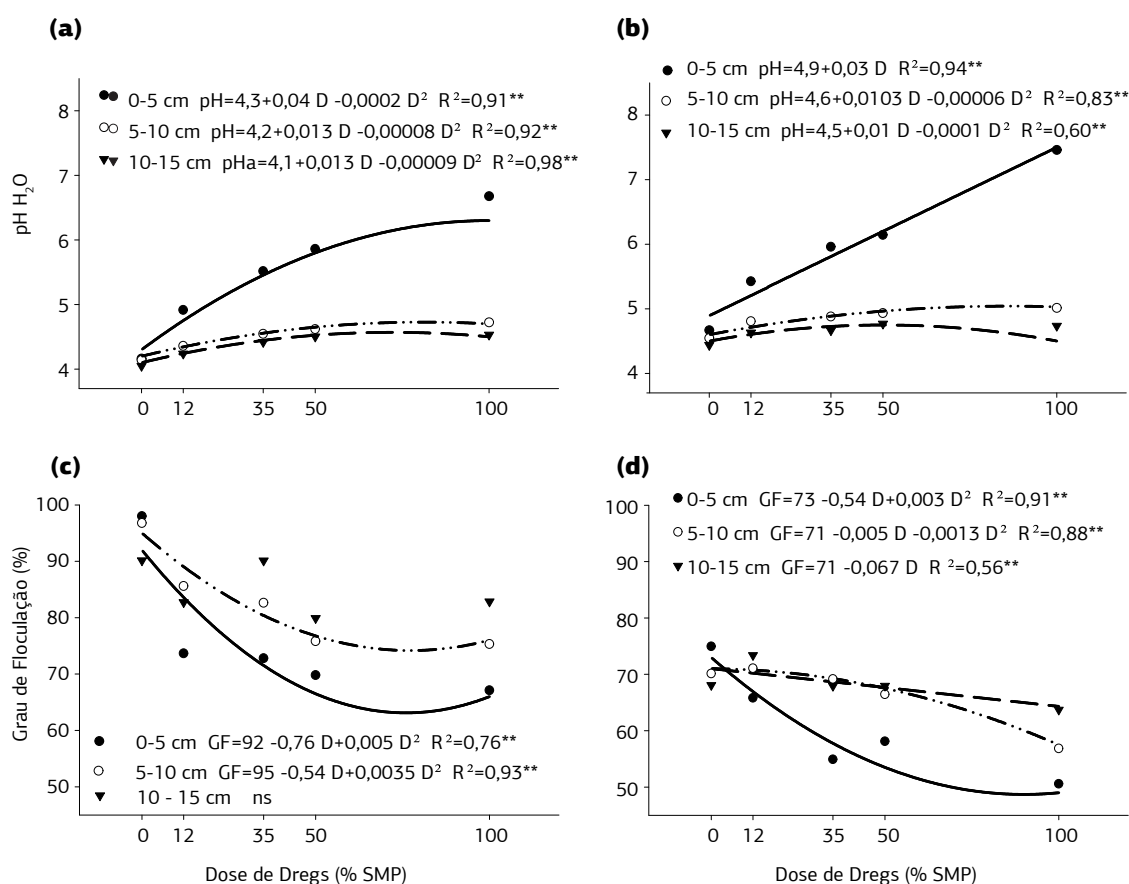 (a)
0-5 cm pH=4,3+0,04 D -0,0002 D² R²=0,91**
5-10 cm pH=4,2+0,013 D -0,00008 D² R²=0,92**
10-15 cm pHa=4,1+0,013 D -0,00009 D² R²=0,98**
pH H₂O
8
7
6
5
4
0 12 35 50 100
(b)
0-5 cm pH=4,9+0,03 D R²=0,94**
5-10 cm pH=4,6+0,0103 D -0,00006 D² R²=0,83**
10-15 cm pH=4,5+0,01 D -0,0001 D² R²=0,60**
8
7
6
5
4
0 12 35 50 100
(c)
Grau de Floculação (%)
100
90
80
70
60
50
0-5 cm GF=92 -0,76 D+0,005 D² R²=0,76**
5-10 cm GF=95 -0,54 D+0,0035 D² R²=0,93**
10 - 15 cm ns
0 12 35 50 100
Dose de Dregs (% SMP)
(d)
0-5 cm GF=73 -0,54 D+0,003 D² R²=0,91**
5-10 cm GF=71 -0,005 D -0,0013 D² R²=0,88**
10-15 cm GF=71 -0,067 D R²=0,56**
100
90
80
70
60
50
0 12 35 50 100
Dose de Dregs (% SMP)